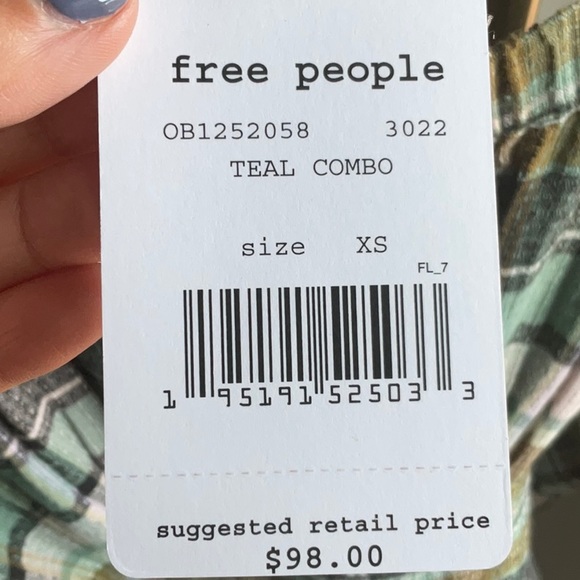 free people
OB1252058 3022
TEAL COMBO
size XS
FL_7
1 95191 52503 3
suggested retail price
$98.00